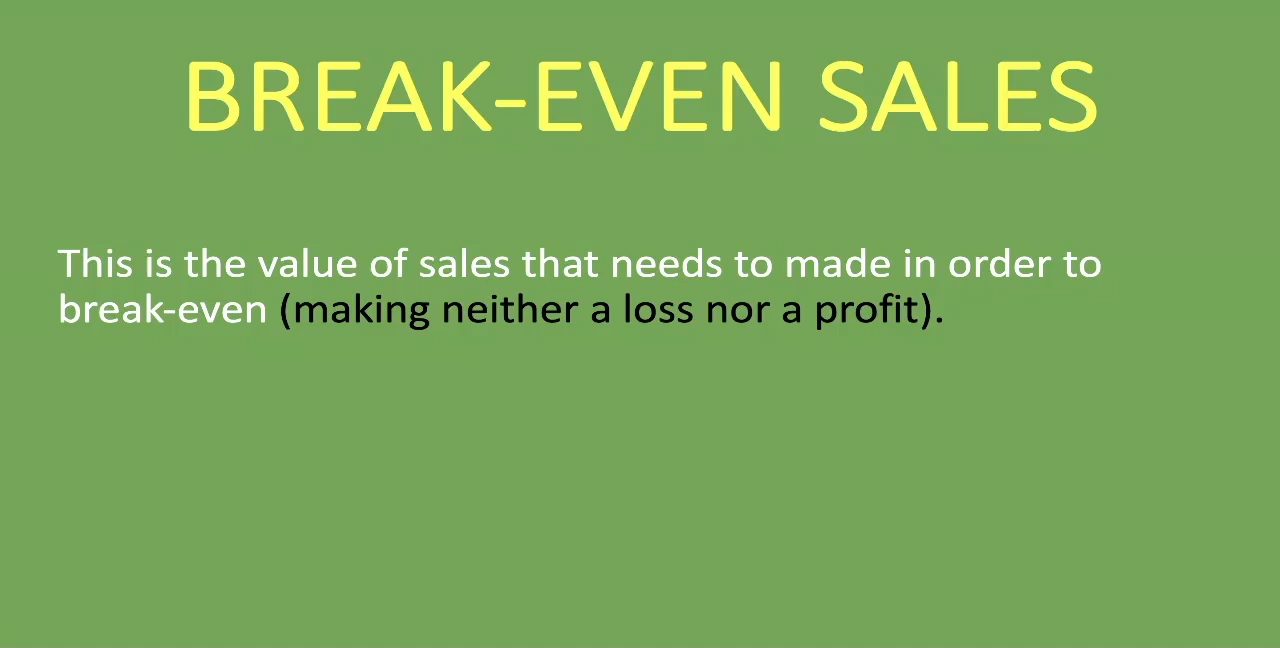 BREAK-EVEN SALES
This is the value of sales that needs to made in order to
break-even (making neither a loss nor a profit).